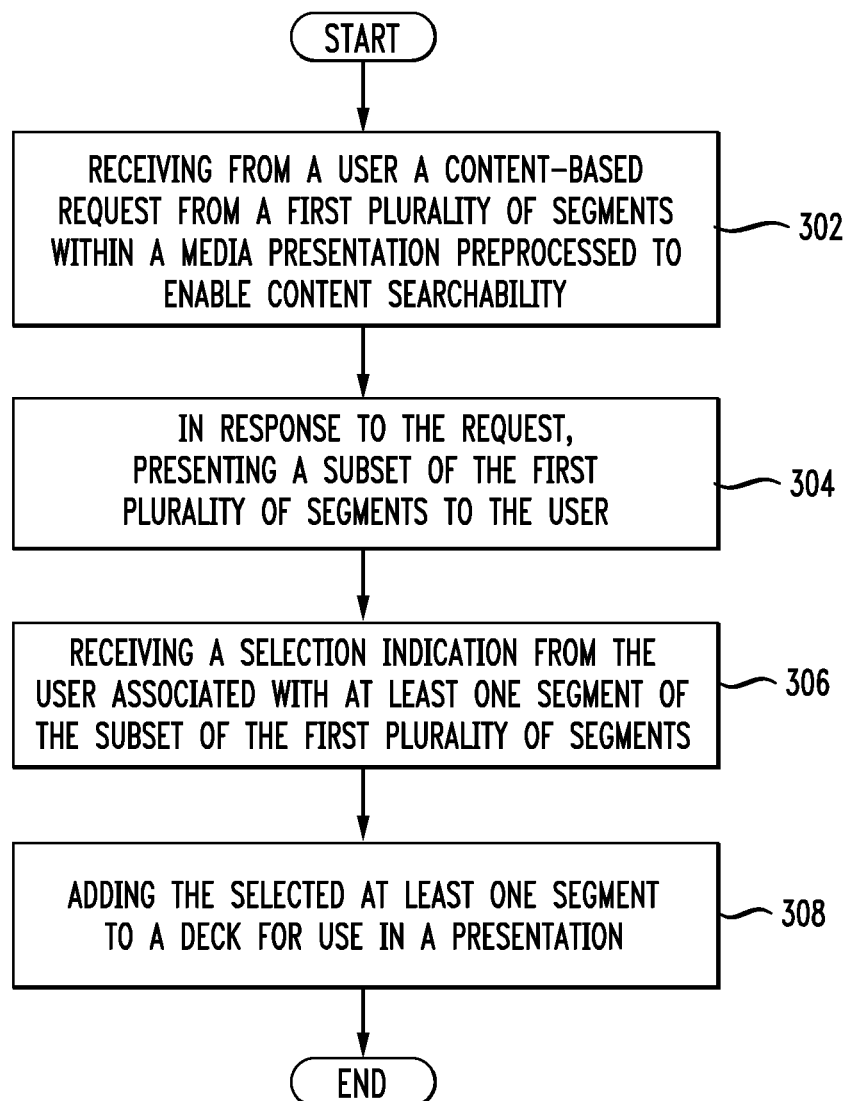 START
RECEIVING FROM A USER A CONTENT-BASED
REQUEST FROM A FIRST PLURALITY OF SEGMENTS
WITHIN A MEDIA PRESENTATION PREPROCESSED TO
ENABLE CONTENT SEARCHABILITY
302
IN RESPONSE TO THE REQUEST,
PRESENTING A SUBSET OF THE FIRST
PLURALITY OF SEGMENTS TO THE USER
304
RECEIVING A SELECTION INDICATION FROM THE
USER ASSOCIATED WITH AT LEAST ONE SEGMENT OF
THE SUBSET OF THE FIRST PLURALITY OF SEGMENTS
306
ADDING THE SELECTED AT LEAST ONE SEGMENT
TO A DECK FOR USE IN A PRESENTATION
308
END